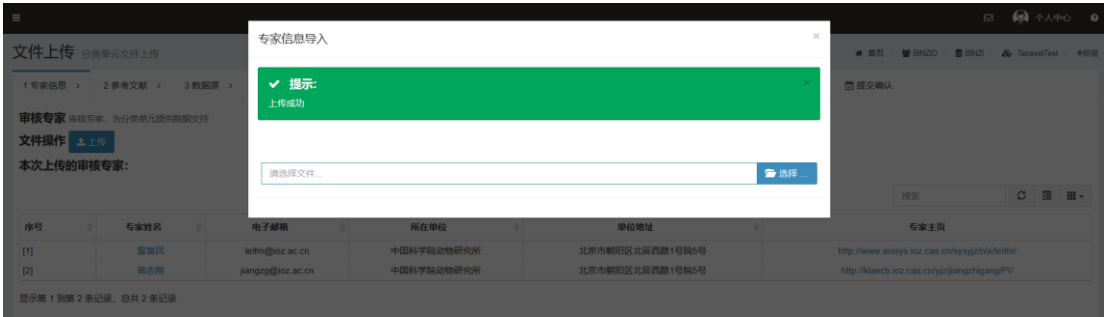 个人中心
专家信息导入
×
文件上传 分类单元文件上传
首页 BINZID BINZI TaxasetTest 新建
1 专家信息 > 2 参考文献 > 3 数据源 >
提交确认
提示:
×
上传成功
审核专家 审核专家，为分类单元提供数据支持
文件操作 上传
本次上传的审核专家：
请选择文件...
选择 ...
搜索
序号 专家姓名 电子邮箱 所在单位 单位地址 专家主页
[1] 雷富民 leifm@ioz.ac.cn 中国科学院动物研究所 北京市朝阳区北辰西路1号院5号 http://www.anisys.ioz.cas.cn/sysyjz/ntx/leifm/
[2] 蒋志刚 jiangzg@ioz.ac.cn 中国科学院动物研究所 北京市朝阳区北辰西路1号院5号 http://klaecb.ioz.cas.cn/yjz/jiangzhigang/PI/
显示第 1 到第 2 条记录，总共 2 条记录